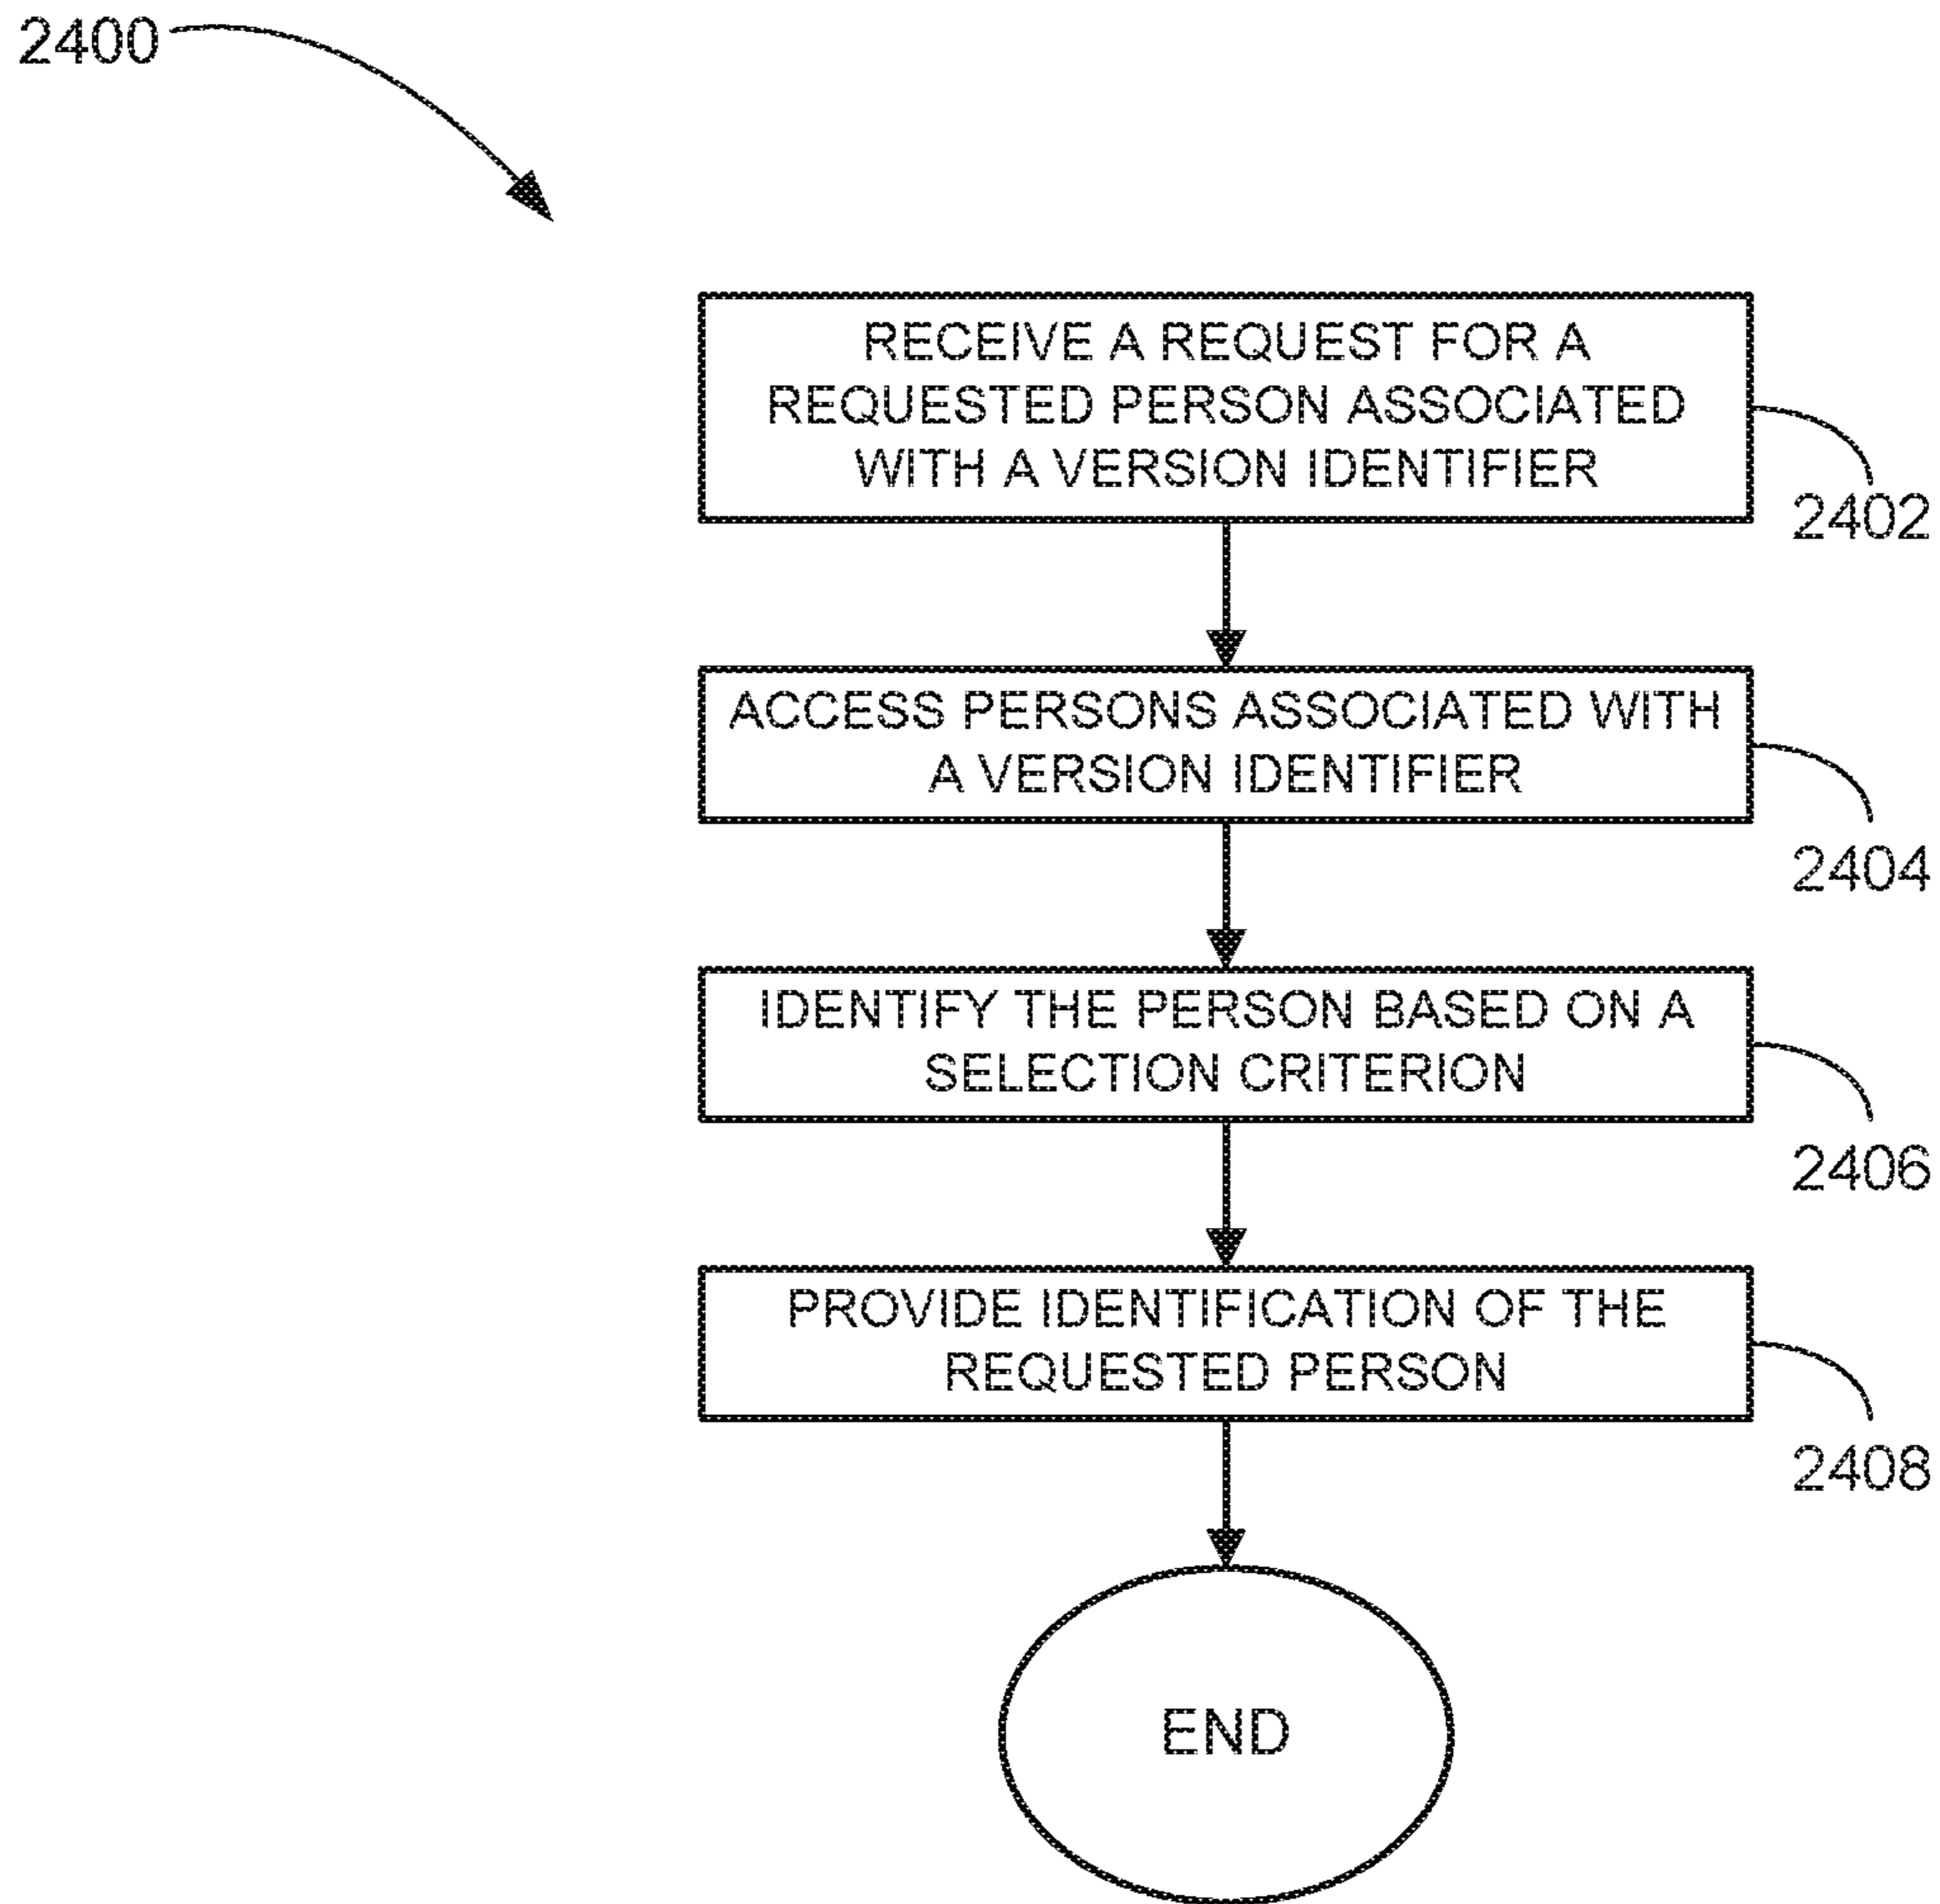 2400
RECEIVE A REQUEST FOR A
REQUESTED PERSON ASSOCIATED
WITH A VERSION IDENTIFIER
2402
ACCESS PERSONS ASSOCIATED WITH
A VERSION IDENTIFIER
2404
IDENTIFY THE PERSON BASED ON A
SELECTION CRITERION
2406
PROVIDE IDENTIFICATION OF THE
REQUESTED PERSON
2408
END